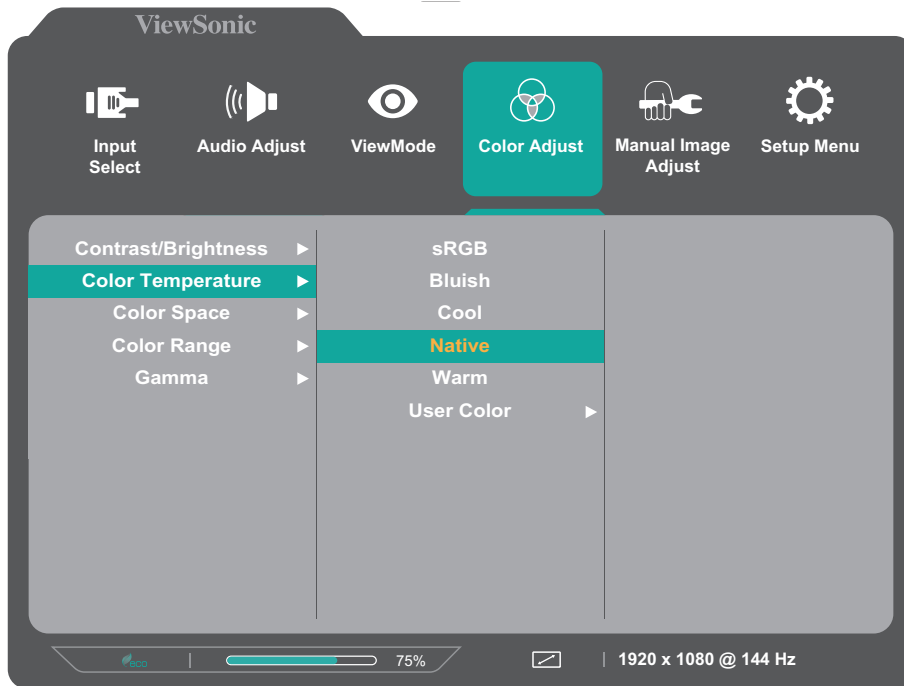 ViewSonic
Input
Select
Audio Adjust
ViewMode
Color Adjust
Manual Image
Adjust
Setup Menu
Contrast/Brightness
Color Temperature
Color Space
Color Range
Gamma
sRGB
Bluish
Cool
Native
Warm
User Color
eco
75%
1920 x 1080 @ 144 Hz